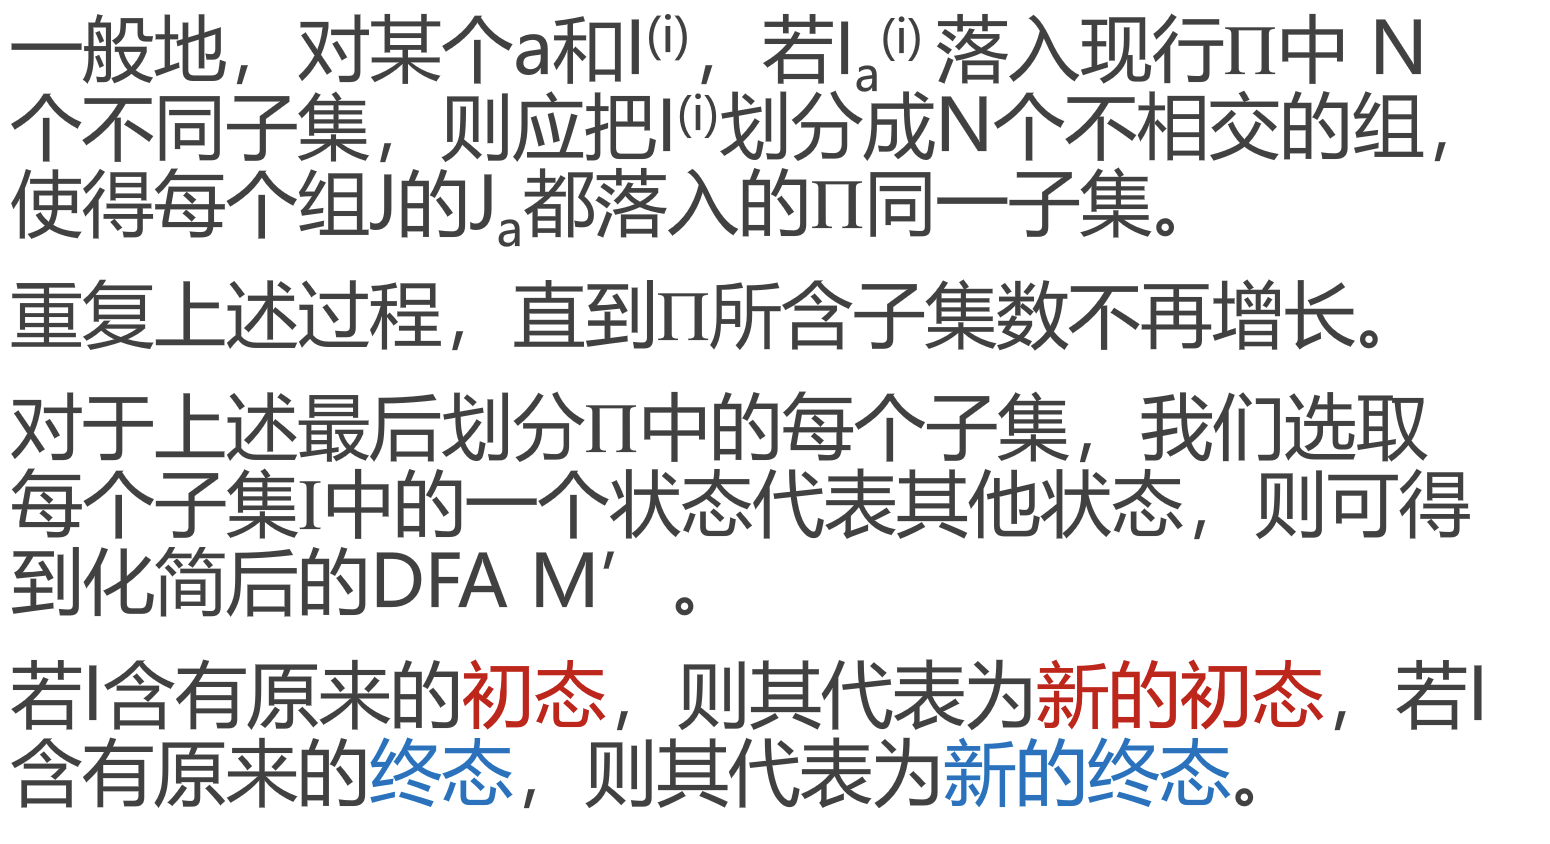 一般地，对某个a和I⁽ⁱ⁾，若Iₐ⁽ⁱ⁾ 落入现行Π中 N
个不同子集，则应把I⁽ⁱ⁾划分成N个不相交的组，
使得每个组J的Jₐ都落入的Π同一子集。
重复上述过程，直到Π所含子集数不再增长。
对于上述最后划分Π中的每个子集，我们选取
每个子集I中的一个状态代表其他状态，则可得
到化简后的DFA M′ 。
若I含有原来的初态，则其代表为新的初态，若I
含有原来的终态，则其代表为新的终态。